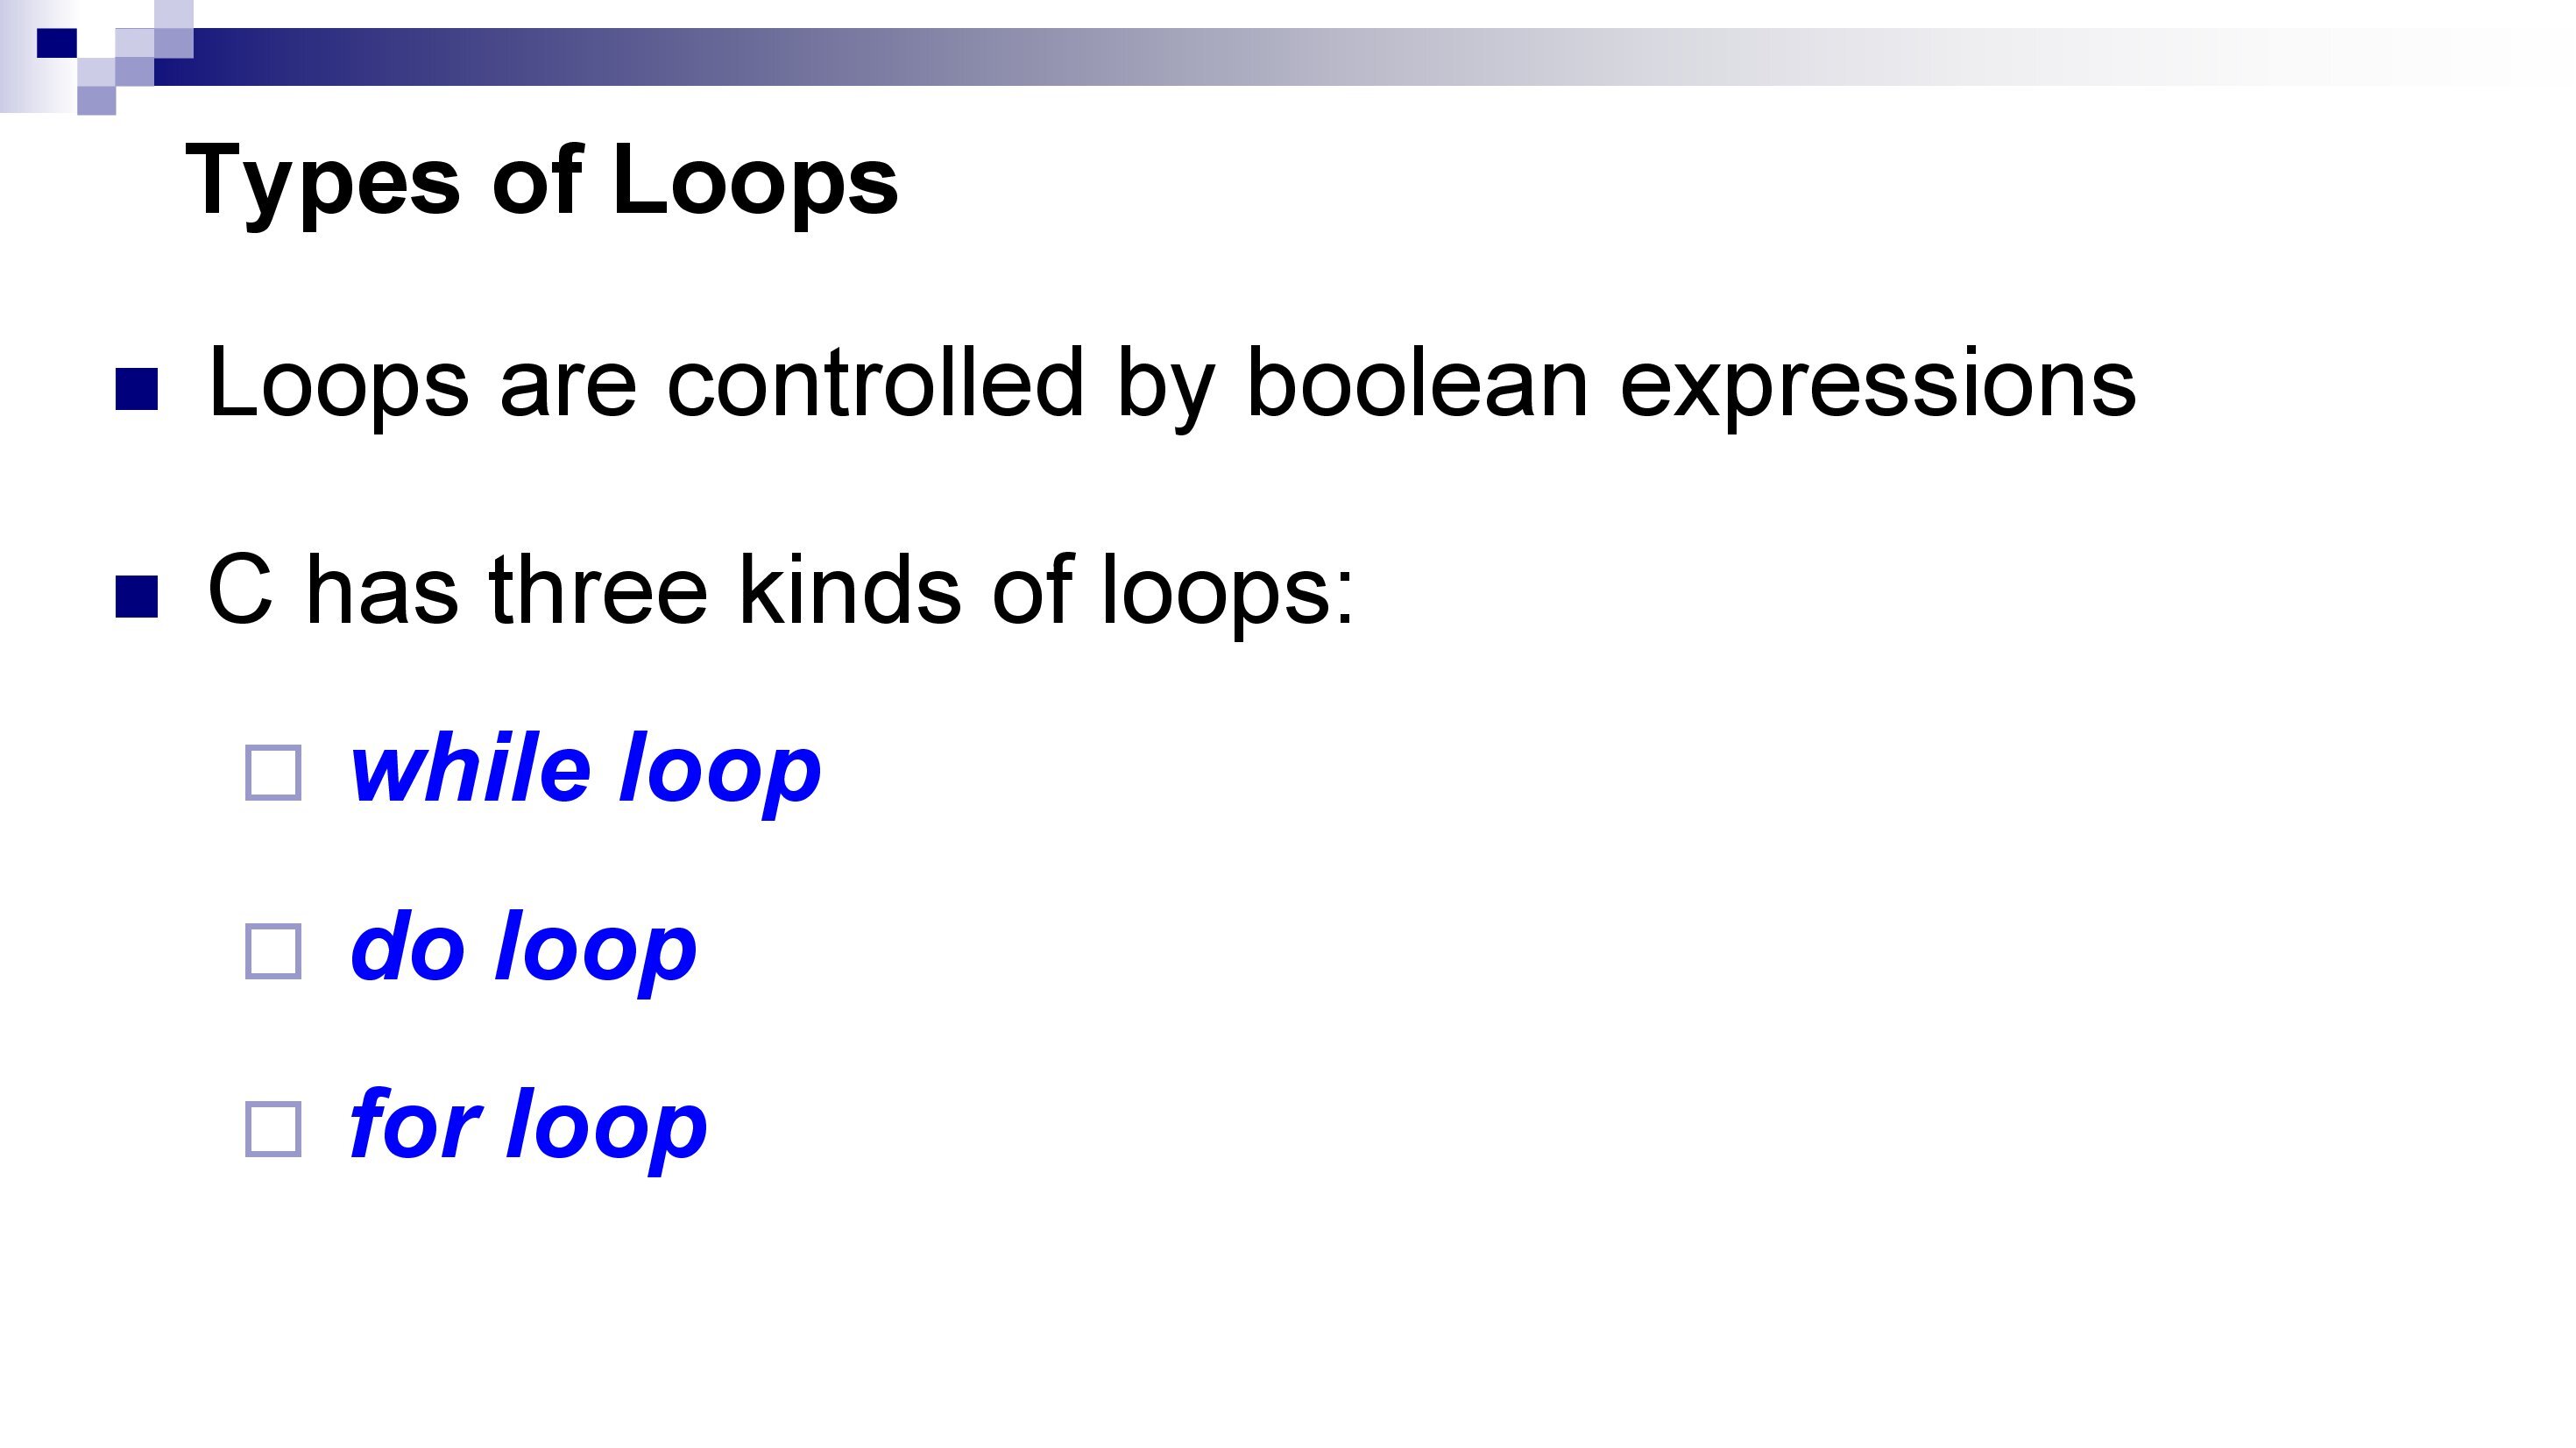 Types of Loops
Loops are controlled by boolean expressions
C has three kinds of loops:
while loop
do loop
for loop